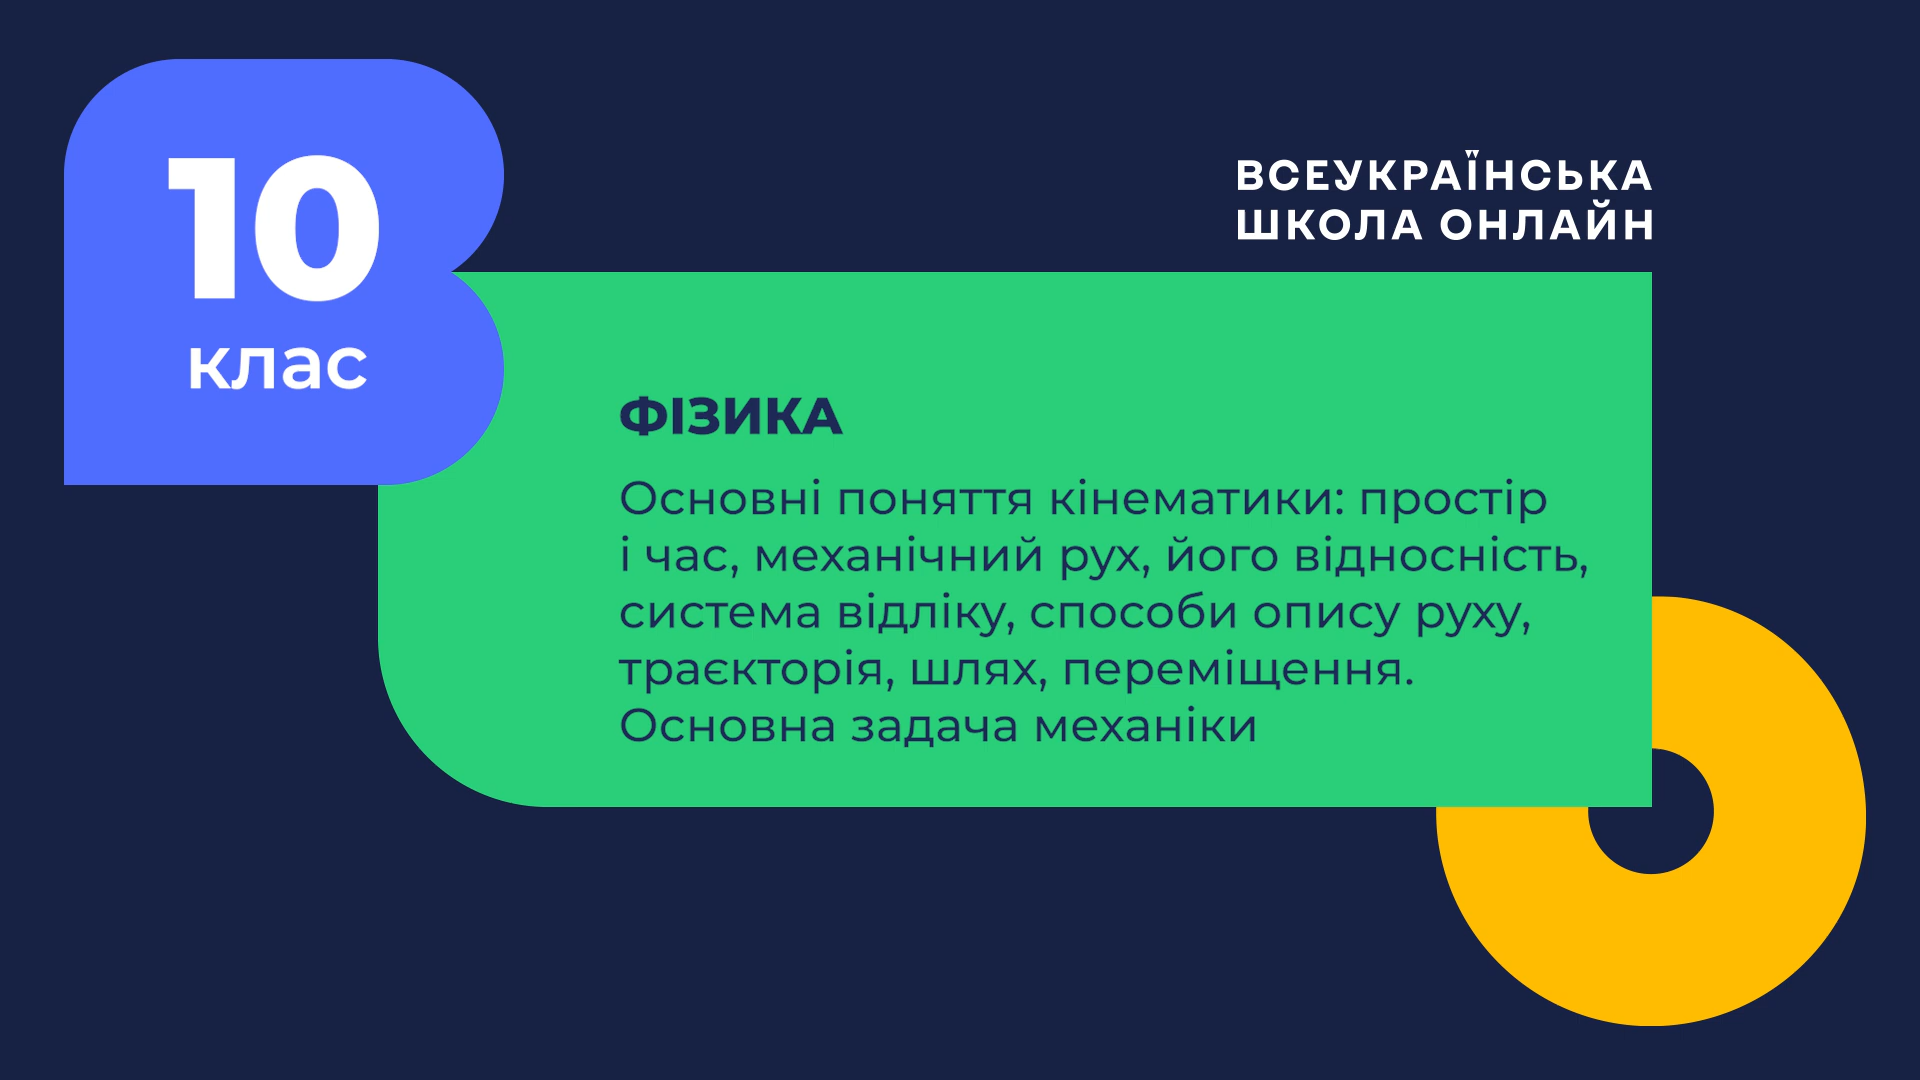 10
клас
ВСЕУКРАЇНСЬКА
ШКОЛА ОНЛАЙН
ФІЗИКА
Основні поняття кінематики: простір
і час, механічний рух, його відносність,
система відліку, способи опису руху,
траєкторія, шлях, переміщення.
Основна задача механіки